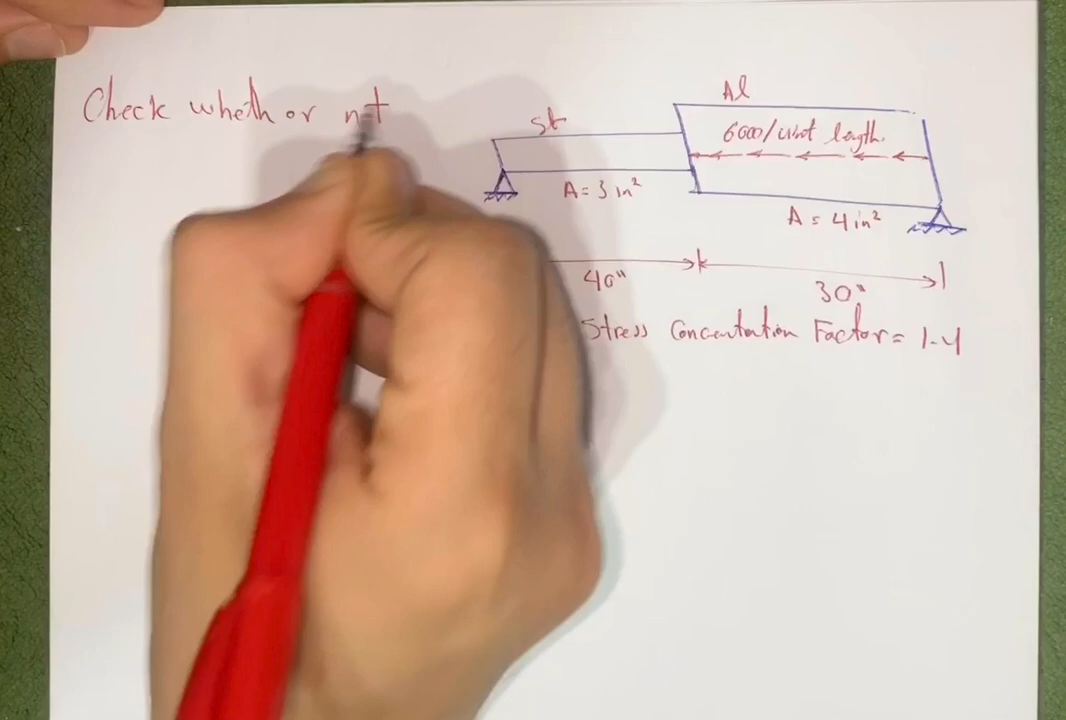 Check wheth or not
Al
St
6000/unit length.
A = 3 in²
A = 4 in²
40"
30"
Stress Concentration Factor = 1.4